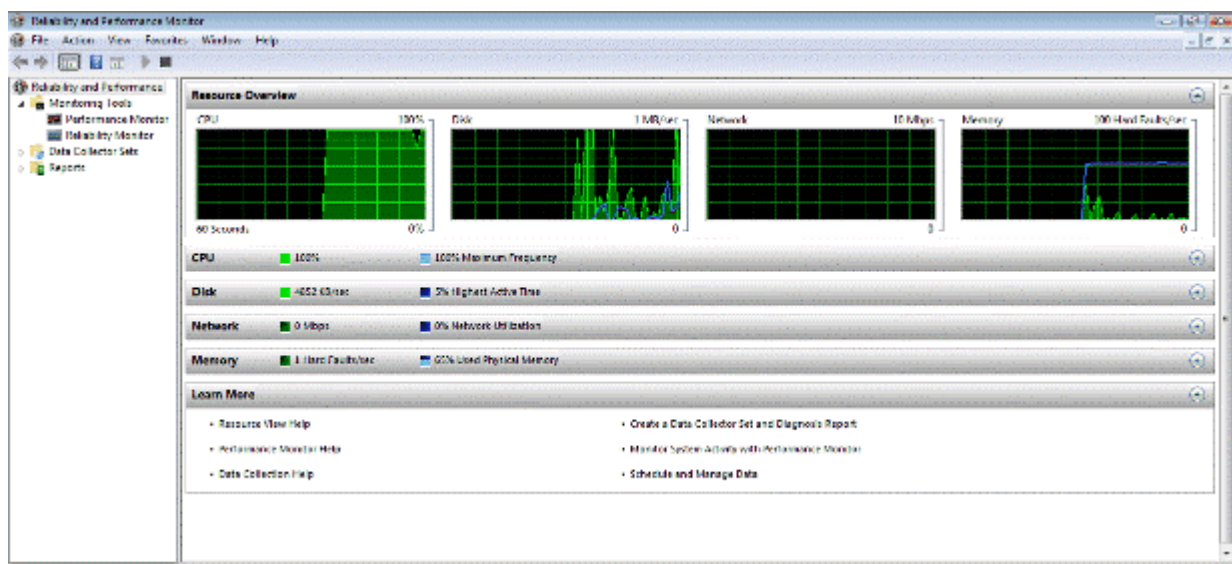 Reliability and Performance Monitor
File Action View Favorites Window Help
Reliability and Performance
Monitoring Tools
Performance Monitor
Reliability Monitor
Data Collector Sets
Reports
Resource Overview
CPU 100% Disk 1 MB/sec Network 10 Mbps Memory 100 Hard Faults/sec
60 Seconds 0% 0 0 0
CPU 100% 100% Maximum Frequency
Disk KB/sec 5% Highest Active Time
Network 0 Mbps 0% Network Utilization
Memory 1 Hard Faults/sec 65% Used Physical Memory
Learn More
• Resource View Help • Create a Data Collector Set and Diagnosis Report
• Performance Monitor Help • Monitor System Activity with Performance Monitor
• Data Collection Help • Schedule and Manage Data